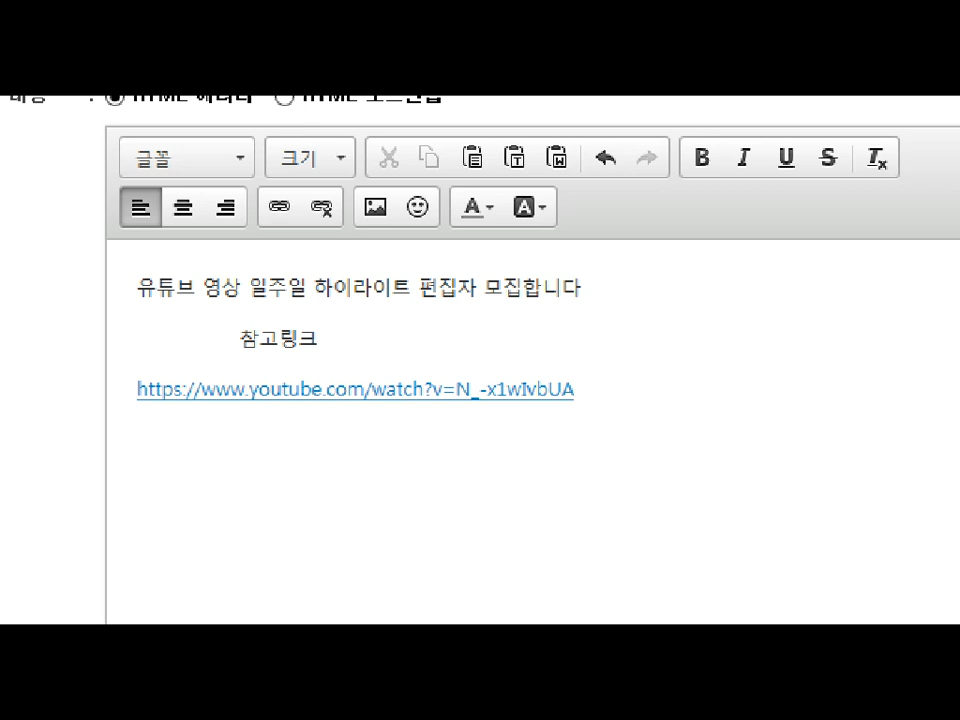 글꼴 크기
B I U S Tx
A A
유튜브 영상 일주일 하이라이트 편집자 모집합니다
참고링크
https://www.youtube.com/watch?v=N_-x1wIvbUA